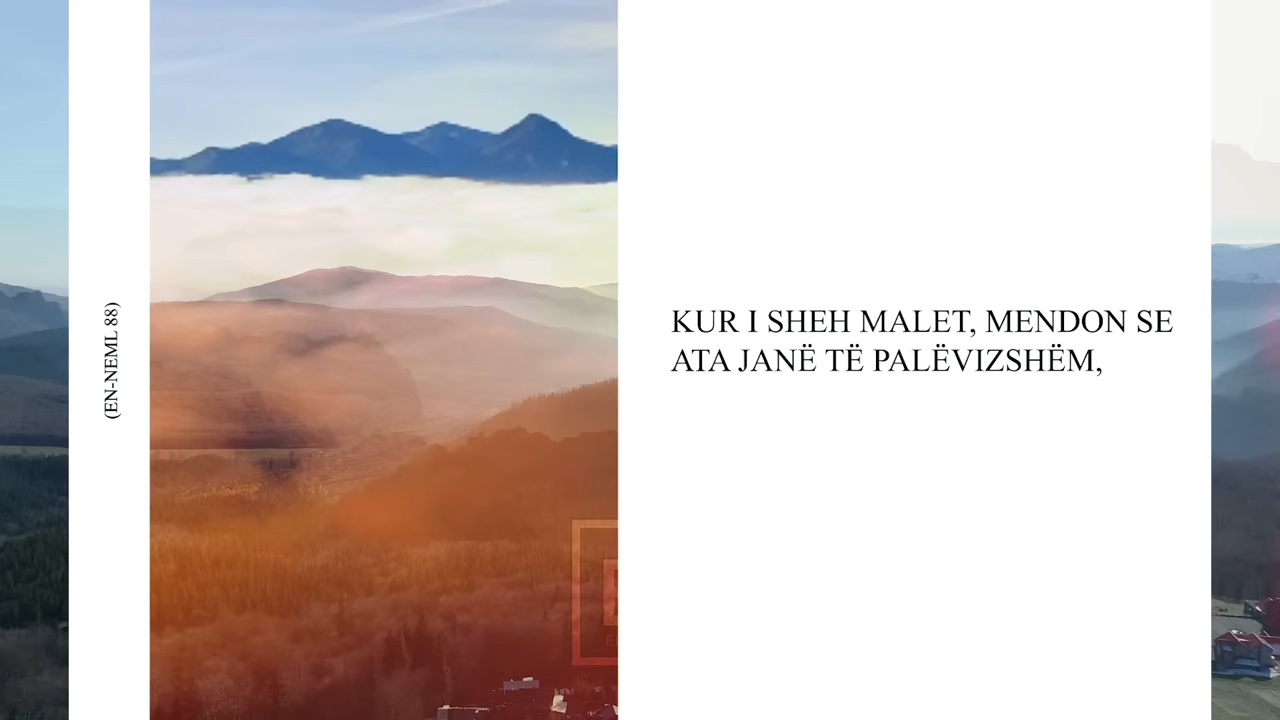 (EN-NEML 88)
KUR I SHEH MALET, MENDON SE
ATA JANË TË PALËVIZSHËM,